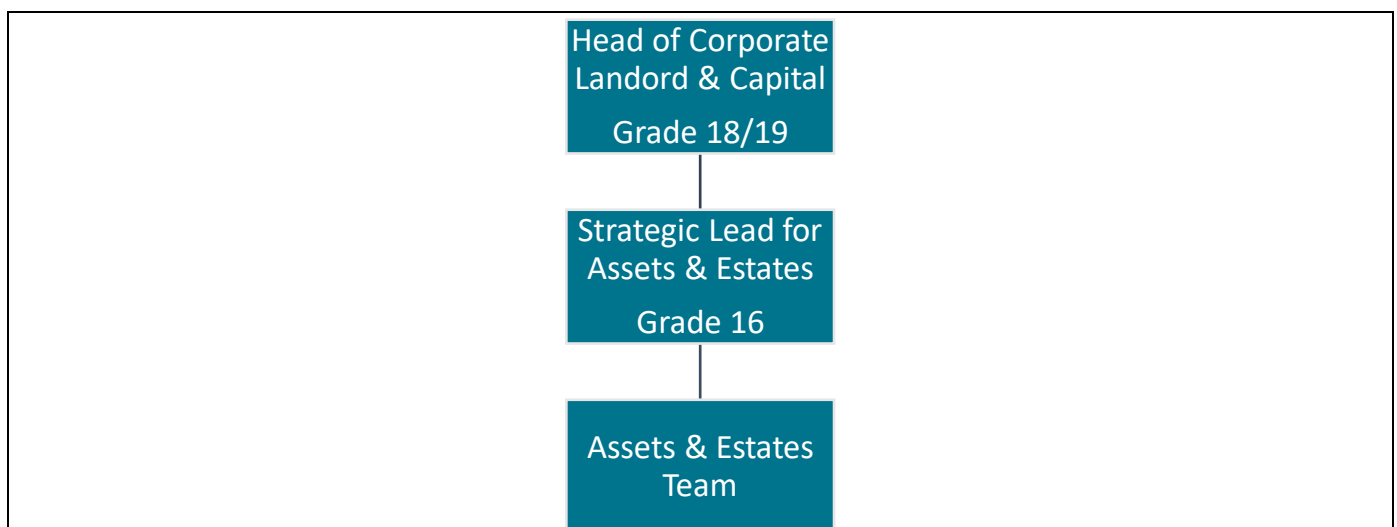 Head of Corporate
Landord & Capital
Grade 18/19
Strategic Lead for
Assets & Estates
Grade 16
Assets & Estates
Team